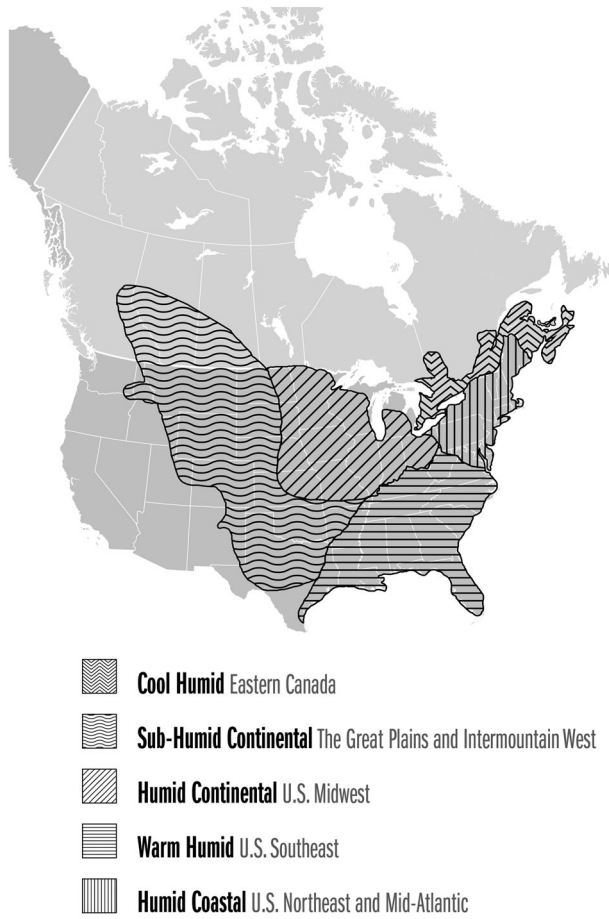 Cool Humid Eastern Canada
Sub-Humid Continental The Great Plains and Intermountain West
Humid Continental U.S. Midwest
Warm Humid U.S. Southeast
Humid Coastal U.S. Northeast and Mid-Atlantic